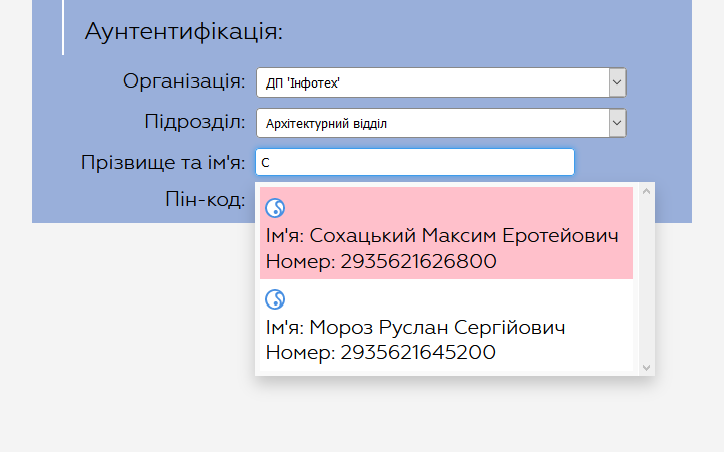 Аунтентифікація:
Організація: ДП 'Інфотех'
Підрозділ: Архітектурний відділ
Прізвище та ім'я: С
Пін-код:
Ім'я: Сохацький Максим Еротейович
Номер: 2935621626800
Ім'я: Мороз Руслан Сергійович
Номер: 2935621645200